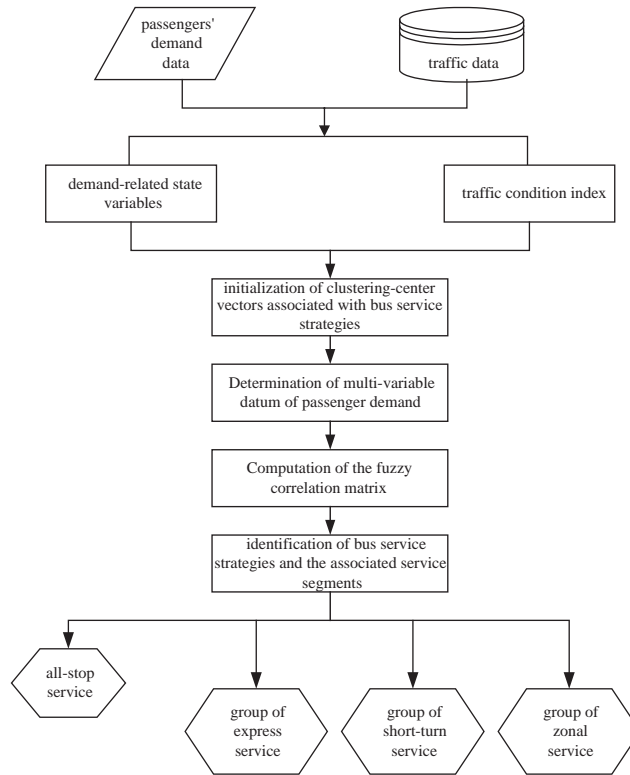 passengers'
demand
data
traffic data
demand-related state
variables
traffic condition index
initialization of clustering-center
vectors associated with bus service
strategies
Determination of multi-variable
datum of passenger demand
Computation of the fuzzy
correlation matrix
identification of bus service
strategies and the associated service
segments
all-stop
service
group of
express
service
group of
short-turn
service
group of
zonal
service